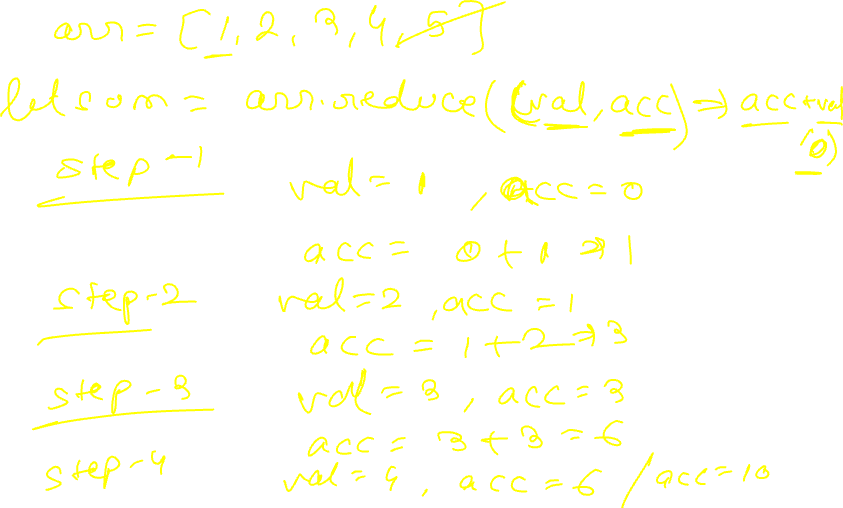 arr = [1, 2, 3, 4, 5]
let sum = arr.reduce((val, acc) => acc+val
,0)
step-1
val = 1 , acc = 0
acc = 0 + 1 => 1
step-2 val=2 ,acc = 1
acc = 1+2=>3
step-3 val = 3 , acc = 3
acc = 3+3 = 6
step-4 val = 4 , acc = 6 / acc = 10